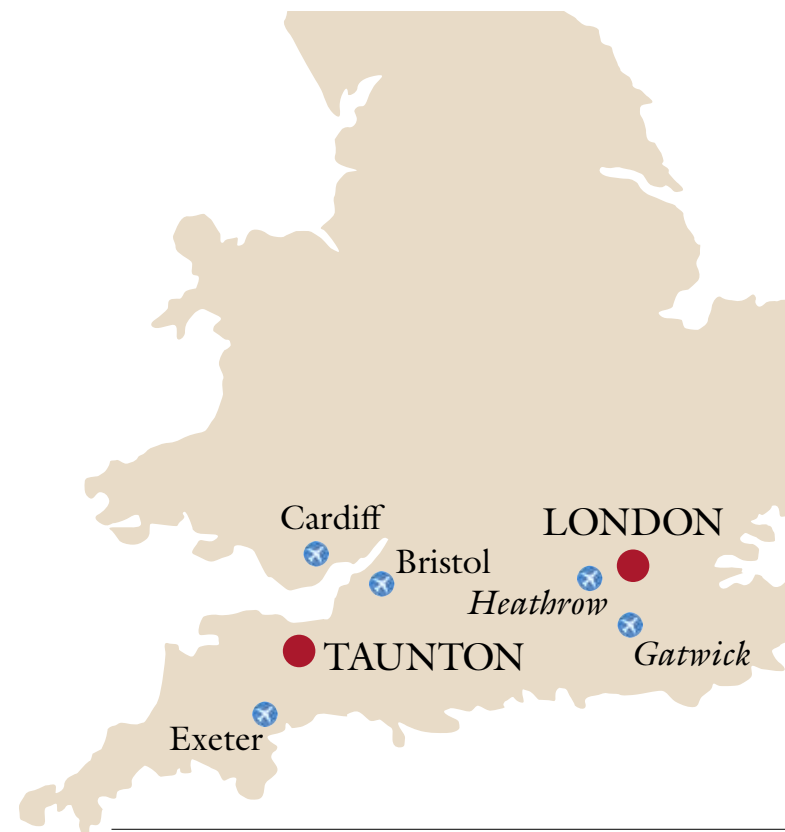 Cardiff
LONDON
Bristol
Heathrow
TAUNTON
Gatwick
Exeter